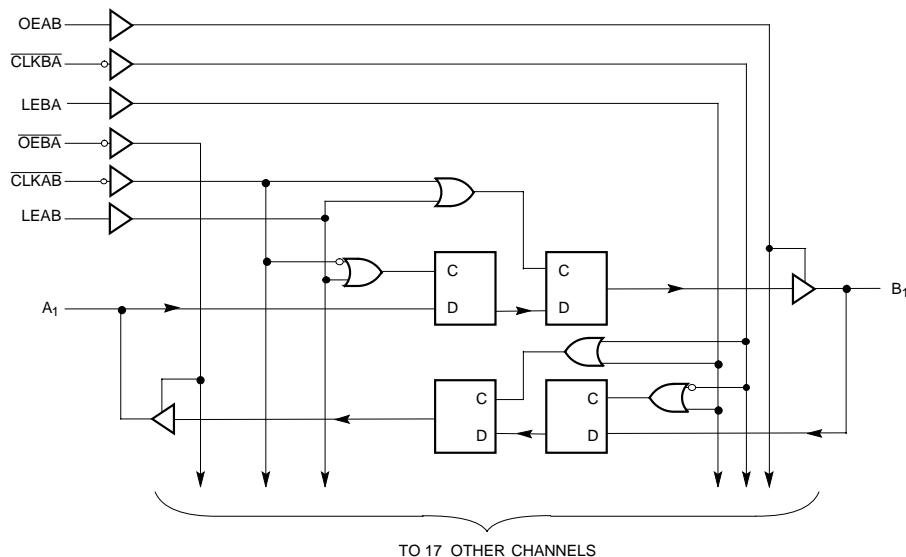 OEAB
CLKBA
LEBA
OEBA
CLKAB
LEAB
C
D
C
D
A1
B1
C
D
C
D
TO 17 OTHER CHANNELS